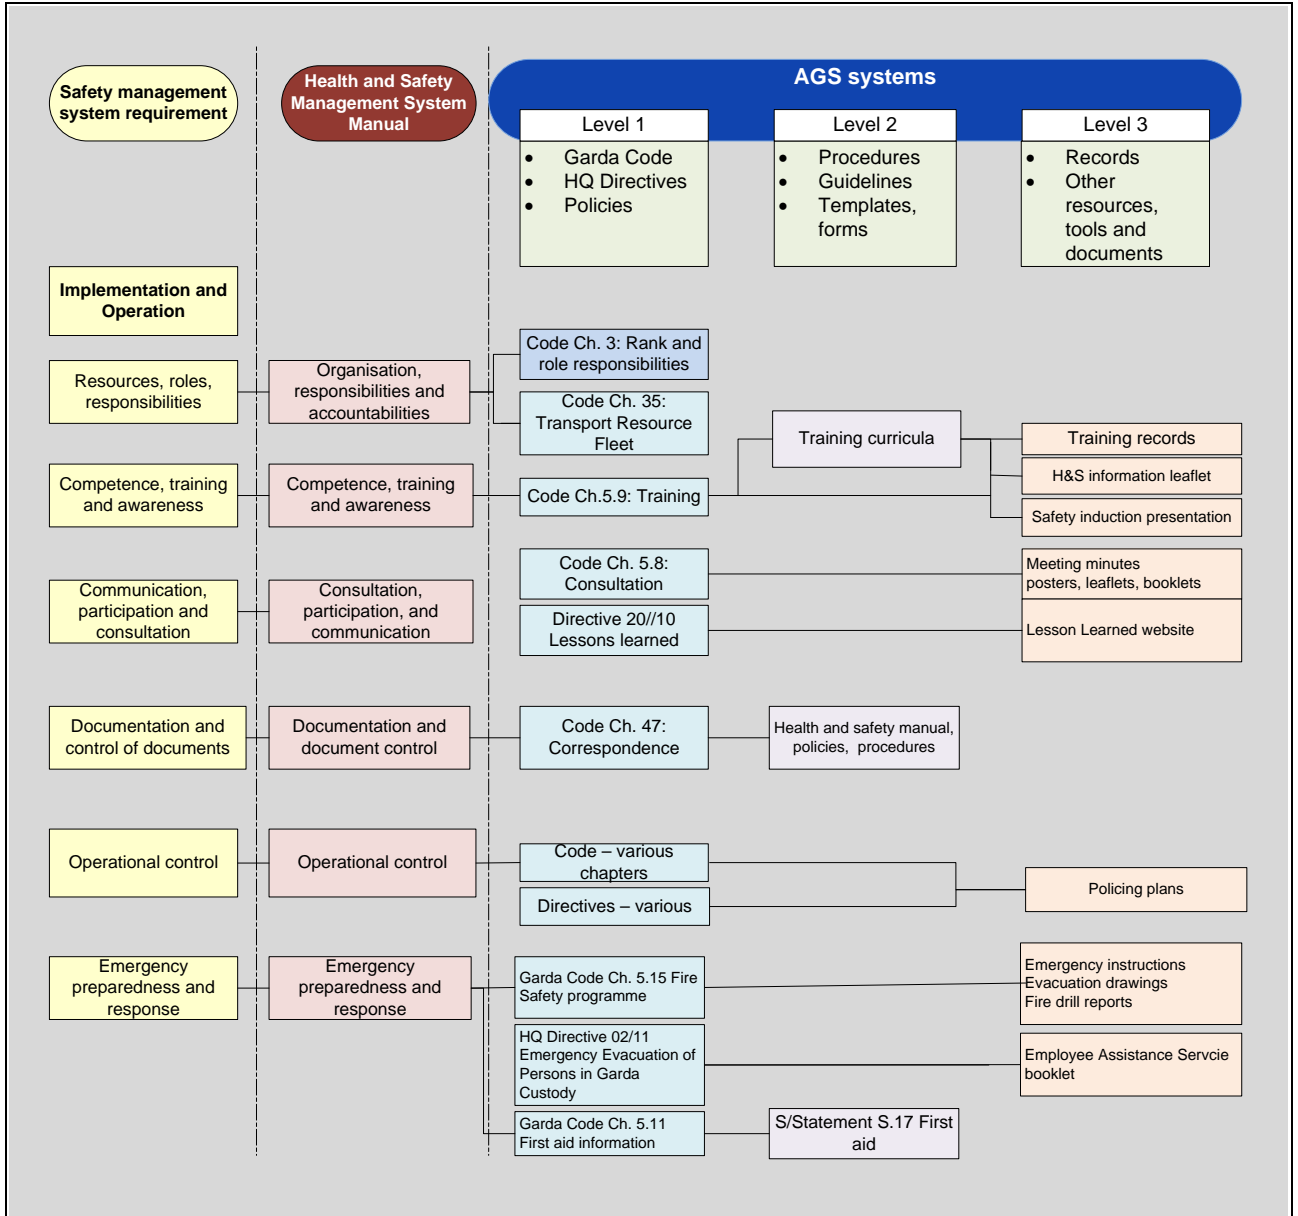 Safety management
system requirement
Health and Safety
Management System
Manual
AGS systems
Level 1
Level 2
Level 3
• Garda Code
• HQ Directives
• Policies
• Procedures
• Guidelines
• Templates,
forms
• Records
• Other
resources,
tools and
documents
Implementation and
Operation
Resources, roles,
responsibilities
Organisation,
responsibilities and
accountabilities
Code Ch. 3: Rank and
role responsibilities
Code Ch. 35:
Transport Resource
Fleet
Training curricula
Training records
H&S information leaflet
Safety induction presentation
Competence, training
and awareness
Competence, training
and awareness
Code Ch.5.9: Training
Communication,
participation and
consultation
Consultation,
participation, and
communication
Code Ch. 5.8:
Consultation
Meeting minutes
posters, leaflets, booklets
Directive 20//10
Lessons learned
Lesson Learned website
Documentation and
control of documents
Documentation and
document control
Code Ch. 47:
Correspondence
Health and safety manual,
policies, procedures
Operational control
Operational control
Code – various
chapters
Directives – various
Policing plans
Emergency
preparedness and
response
Emergency
preparedness and
response
Garda Code Ch. 5.15 Fire
Safety programme
Emergency instructions
Evacuation drawings
Fire drill reports
HQ Directive 02/11
Emergency Evacuation of
Persons in Garda
Custody
Employee Assistance Servcie
booklet
Garda Code Ch. 5.11
First aid information
S/Statement S.17 First
aid